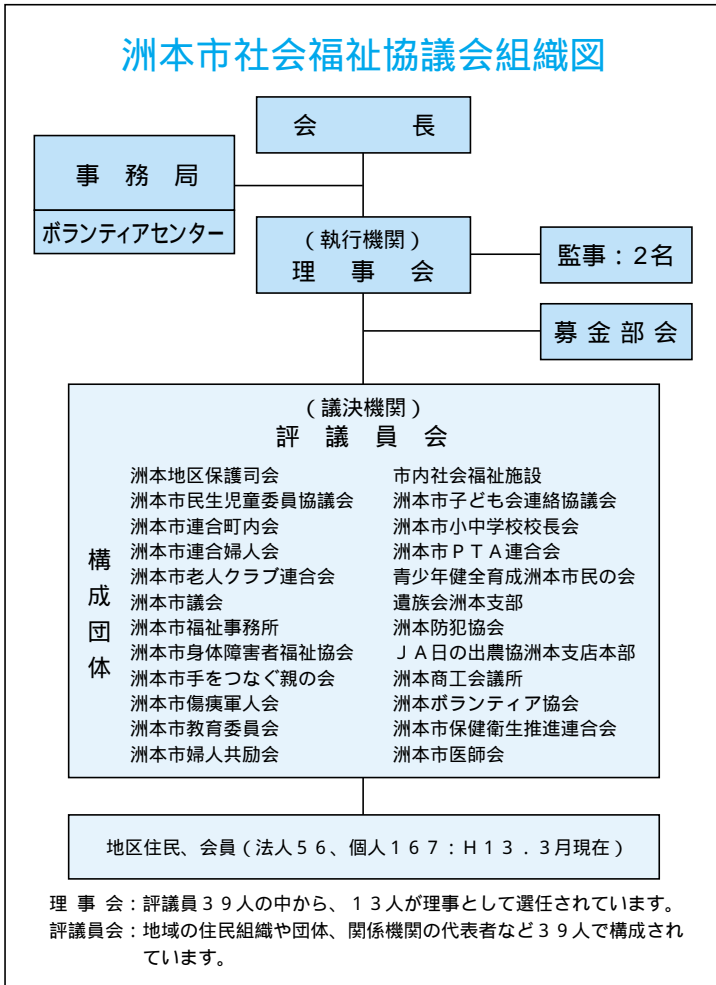 洲本市社会福祉協議会組織図
会長
事務局
ボランティアセンター
(執行機関)
理事会
監事:2名
募金部会
(議決機関)
評議員会
構成団体
洲本地区保護司会
洲本市民生児童委員協議会
洲本市連合町内会
洲本市連合婦人会
洲本市老人クラブ連合会
洲本市議会
洲本市福祉事務所
洲本市身体障害者福祉協会
洲本市手をつなぐ親の会
洲本市傷痍軍人会
洲本市教育委員会
洲本市婦人共励会
市内社会福祉施設
洲本市子ども会連絡協議会
洲本市小中学校校長会
洲本市PTA連合会
青少年健全育成洲本市民の会
遺族会洲本支部
洲本防犯協会
JA日の出農協洲本支店本部
洲本商工会議所
洲本ボランティア協会
洲本市保健衛生推進連合会
洲本市医師会
地区住民、会員(法人56、個人167:H13.3月現在)
理事会:評議員39人の中から、13人が理事として選任されています。
評議員会:地域の住民組織や団体、関係機関の代表者など39人で構成され
ています。